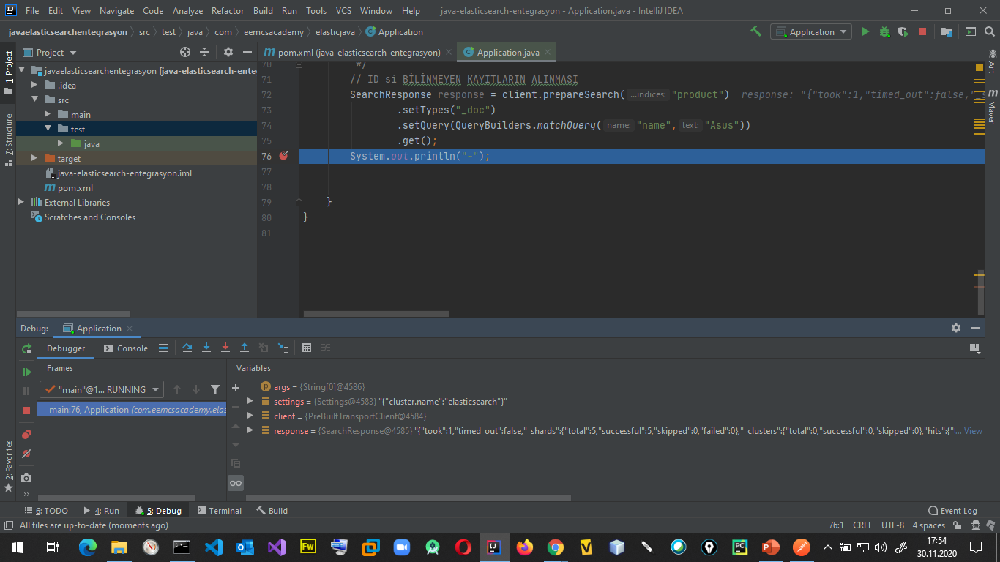 File Edit View Navigate Code Analyze Refactor Build Run Tools VCS Window Help java-elasticsearch-entegrasyon - Application.java - IntelliJ IDEA
javaelasticsearchentegrasyon src test java com eemcsacademy elasticjava Application
Application
Project
pom.xml (java-elasticsearch-entegrasyon)
Application.java
1: Project
7: Structure
2: Favorites
Ant
Maven
javaelasticsearchentegrasyon [java-elasticsearch-ente
.idea
src
main
test
java
target
java-elasticsearch-entegrasyon.iml
pom.xml
External Libraries
Scratches and Consoles
70 */
71 // ID si BİLİNMEYEN KAYITLARIN ALINMASI
72 SearchResponse response = client.prepareSearch( ...indices: "product") response: "{"took":1,"timed_out":false,"_s
73 .setTypes("_doc")
74 .setQuery(QueryBuilders.matchQuery( name: "name", text: "Asus"))
75 .get();
76 System.out.println("-");
77
78
79 }
80 }
81
Debug: Application
Debugger Console
Frames
Variables
"main"@1... RUNNING
main:76, Application (com.eemcsacademy.elas
args = {String[0]@4586}
settings = {Settings@4583} "{"cluster.name":"elasticsearch"}"
client = {PreBuiltTransportClient@4584}
response = {SearchResponse@4585} "{"took":1,"timed_out":false,"_shards":{"total":5,"successful":5,"skipped":0,"failed":0},"_clusters":{"total":0,"successful":0,"skipped":0},"hits":{"... View
6: TODO 4: Run 5: Debug Terminal Build Event Log
All files are up-to-date (moments ago) 76:1 CRLF UTF-8 4 spaces
17:54
30.11.2020